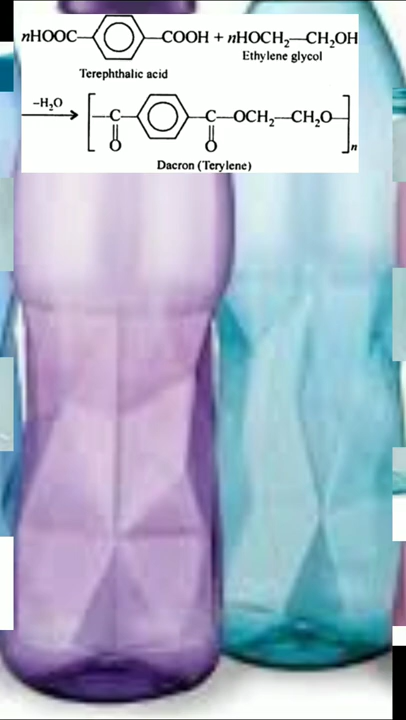 nHOOC— —COOH + nHOCH₂—CH₂OH
Terephthalic acid Ethylene glycol
–H₂O [ —C— —C—OCH₂—CH₂O— ]n
O O
Dacron (Terylene)